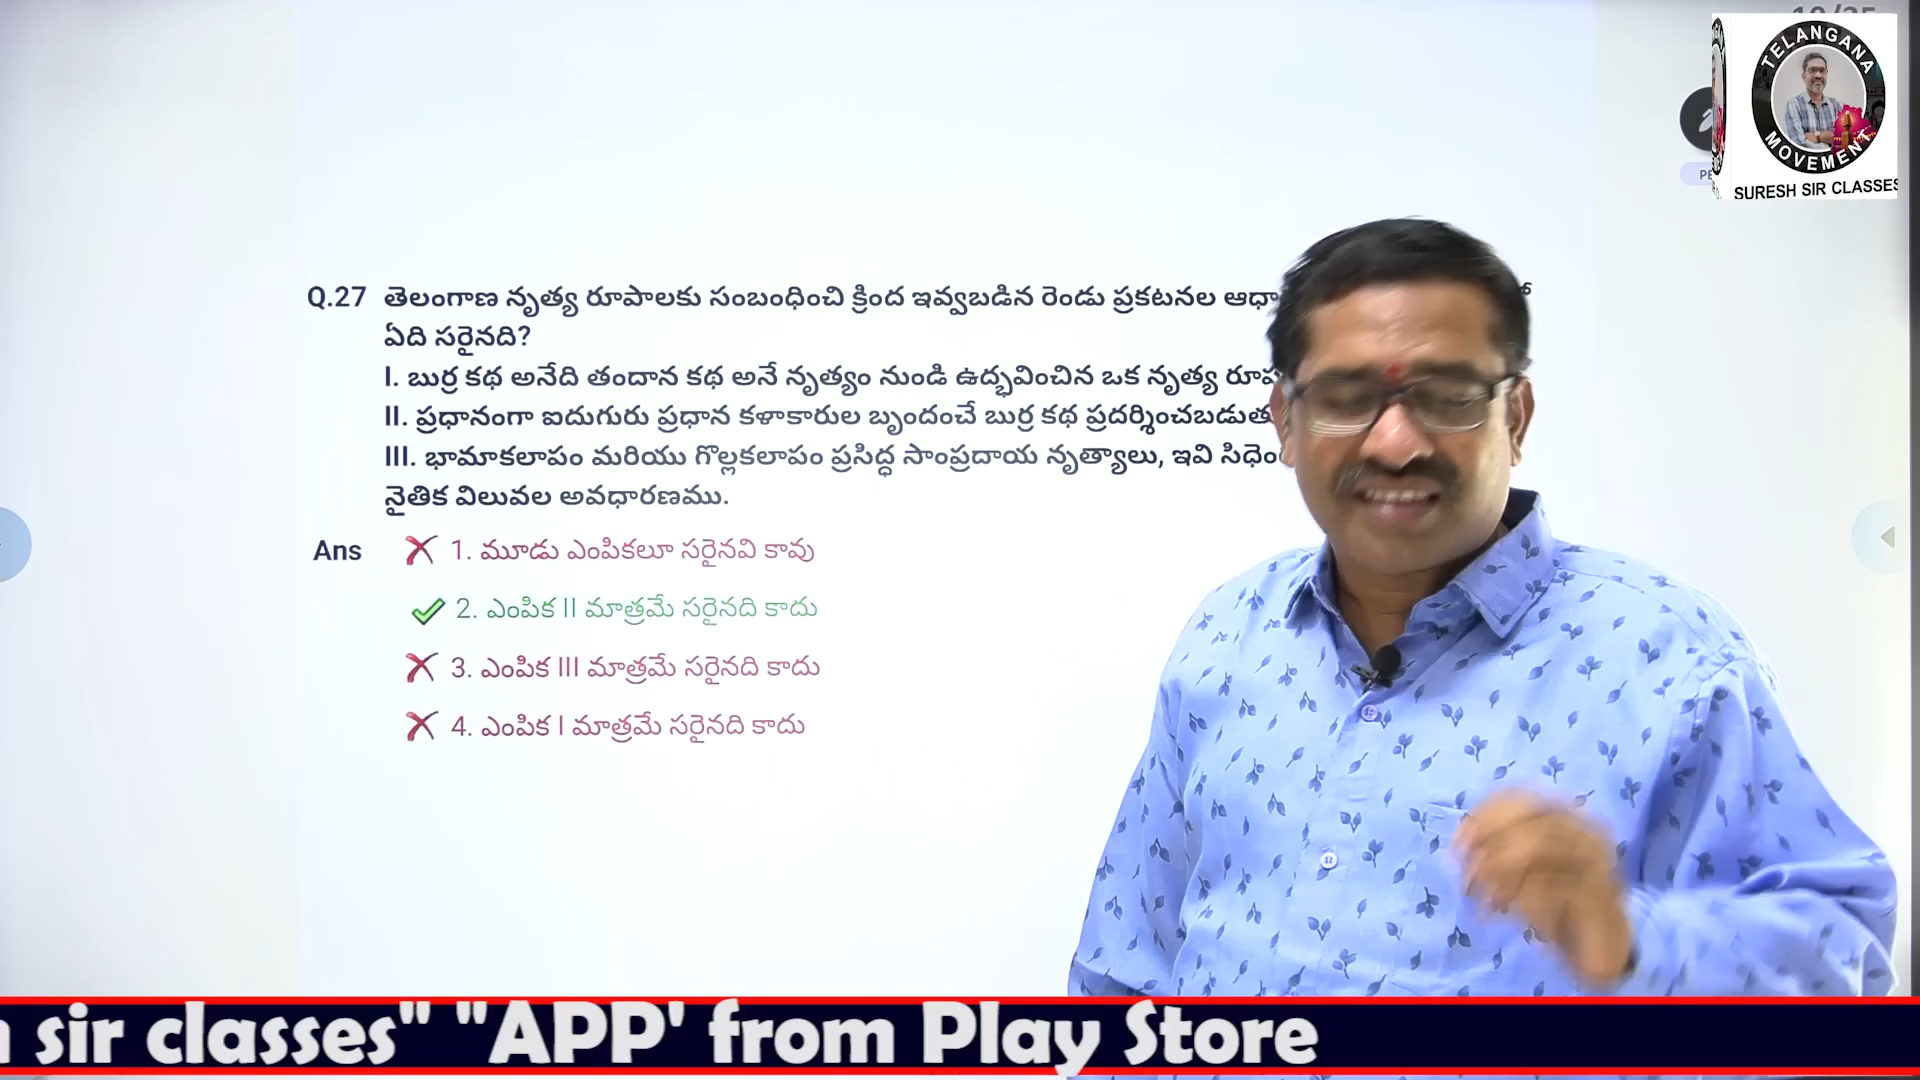 TELANGANA
MOVEMENT
SURESH SIR CLASSES
Q.27 తెలంగాణ నృత్య రూపాలకు సంబంధించి క్రింద ఇవ్వబడిన రెండు ప్రకటనల
ఏది సరైనది?
I. బుర్ర కథ అనేది తందాన కథ అనే నృత్యం నుండి ఉద్భవించిన ఒక నృత్య
II. ప్రధానంగా ఐదుగురు ప్రధాన కళాకారుల బృందంచే బుర్ర కథ
III. భామాకలాపం మరియు గొల్లకలాపం ప్రసిద్ధ సాంప్రదాయ నృత్యాలు, ఇవి
నైతిక విలువల అవధారణము.
Ans 1. మూడు ఎంపికలూ సరైనవి కావు
2. ఎంపిక II మాత్రమే సరైనది కాదు
3. ఎంపిక III మాత్రమే సరైనది కాదు
4. ఎంపిక I మాత్రమే సరైనది కాదు
sir classes" "APP' from Play Store